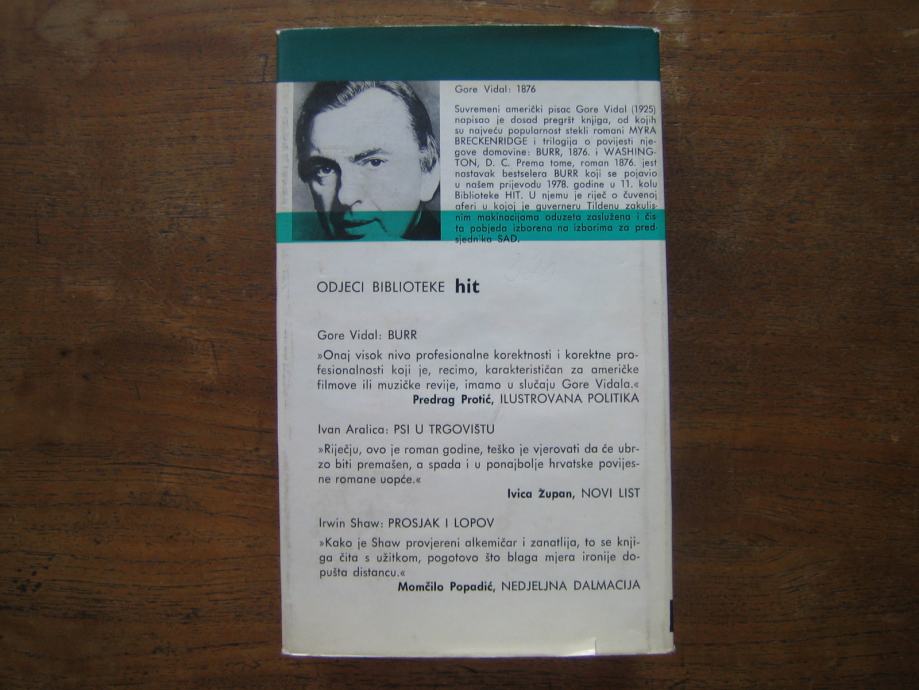 Gore Vidal: 1876
Suvremeni američki pisac Gore Vidal (1925)
napisao je dosad pregršt knjiga, od kojih
su najveću popularnost stekli romani MYRA
BRECKENRIDGE i trilogija o povijesti nje-
gove domovine: BURR, 1876. i WASHING-
TON, D. C. Prema tome, roman 1876. jest
nastavak bestselera BURR koji se pojavio
u našem prijevodu 1978. godine u 11. kolu
Biblioteke HIT. U njemu je riječ o čuvenoj
aferi u kojoj je guverneru Tildenu zakulis-
nim makinacijama oduzeta zaslužena i čis-
ta pobjeda izborena na izborima za pred-
sjednika SAD.
ODJECI BIBLIOTEKE hit
Gore Vidal: BURR
»Onaj visok nivo profesionalne korektnosti i korektne pro-
fesionalnosti koji je, recimo, karakterističan za američke
filmove ili muzičke revije, imamo u slučaju Gore Vidala.«
Predrag Protić, ILUSTROVANA POLITIKA
Ivan Aralica: PSI U TRGOVIŠTU
»Riječju, ovo je roman godine, teško je vjerovati da će ubr-
zo biti premašen, a spada i u ponajbolje hrvatske povijes-
ne romane uopće.«
Ivica Župan, NOVI LIST
Irwin Shaw: PROSJAK I LOPOV
»Kako je Shaw provjereni alkemičar i zanatlija, to se knji-
ga čita s užitkom, pogotovo što blaga mjera ironije do-
pušta distancu.«
Momčilo Popadić, NEDJELJNA DALMACIJA